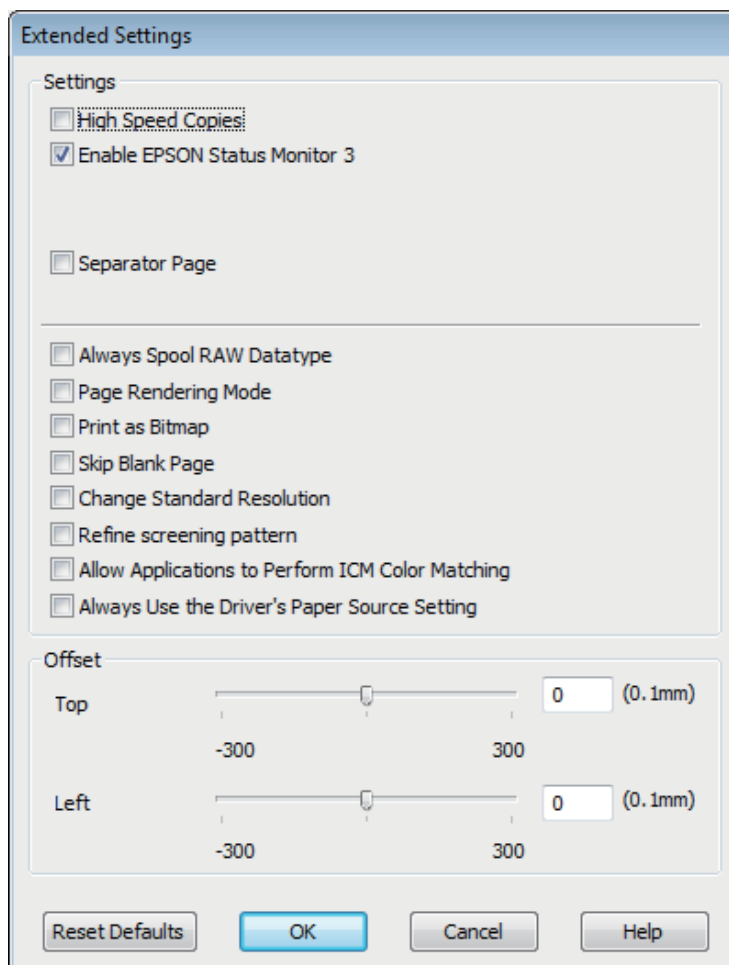 Extended Settings
Settings
High Speed Copies
Enable EPSON Status Monitor 3
Separator Page
Always Spool RAW Datatype
Page Rendering Mode
Print as Bitmap
Skip Blank Page
Change Standard Resolution
Refine screening pattern
Allow Applications to Perform ICM Color Matching
Always Use the Driver's Paper Source Setting
Offset
Top 0 (0.1mm)
-300 300
Left 0 (0.1mm)
-300 300
Reset Defaults OK Cancel Help